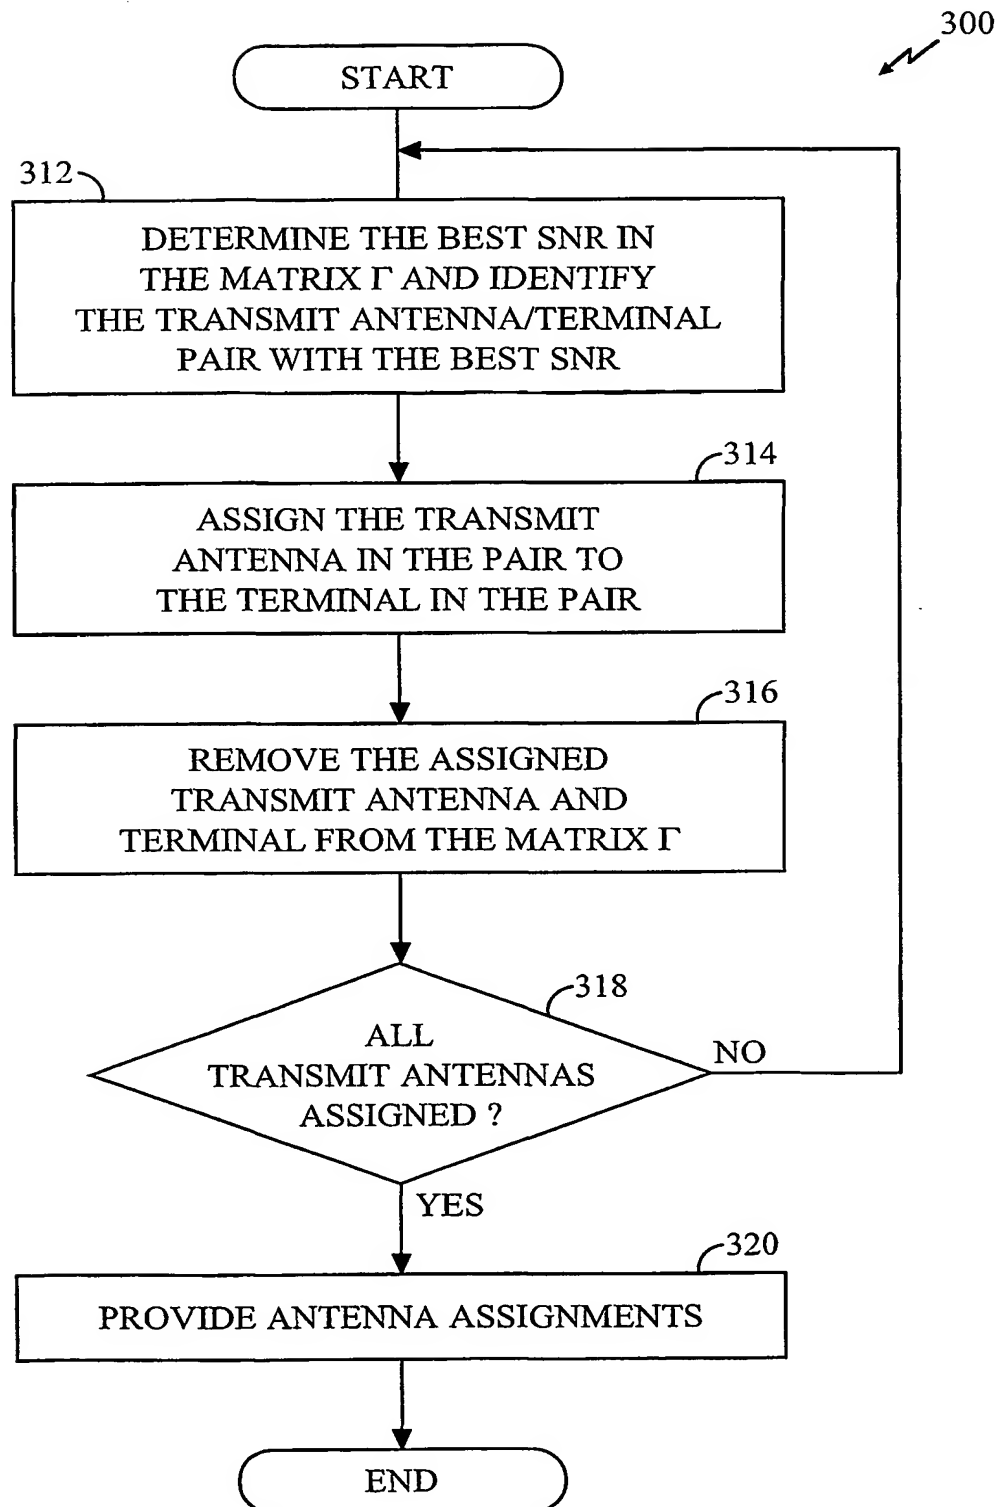 300
START
312
DETERMINE THE BEST SNR IN
THE MATRIX Γ AND IDENTIFY
THE TRANSMIT ANTENNA/TERMINAL
PAIR WITH THE BEST SNR
314
ASSIGN THE TRANSMIT
ANTENNA IN THE PAIR TO
THE TERMINAL IN THE PAIR
316
REMOVE THE ASSIGNED
TRANSMIT ANTENNA AND
TERMINAL FROM THE MATRIX Γ
318
ALL
TRANSMIT ANTENNAS
ASSIGNED ?
NO
YES
320
PROVIDE ANTENNA ASSIGNMENTS
END